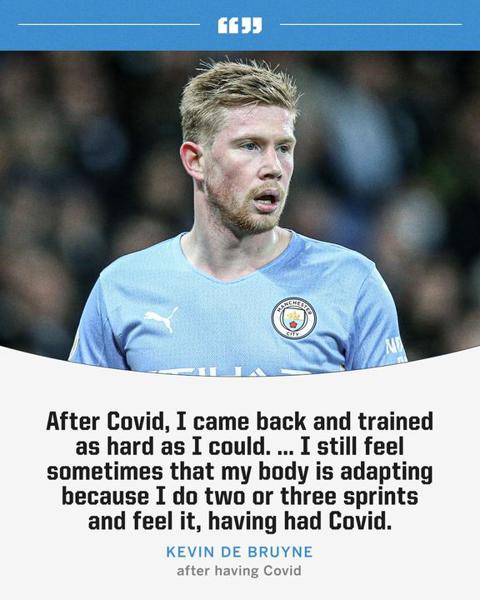 MANCHESTER
CITY
After Covid, I came back and trained
as hard as I could. ... I still feel
sometimes that my body is adapting
because I do two or three sprints
and feel it, having had Covid.
KEVIN DE BRUYNE
after having Covid